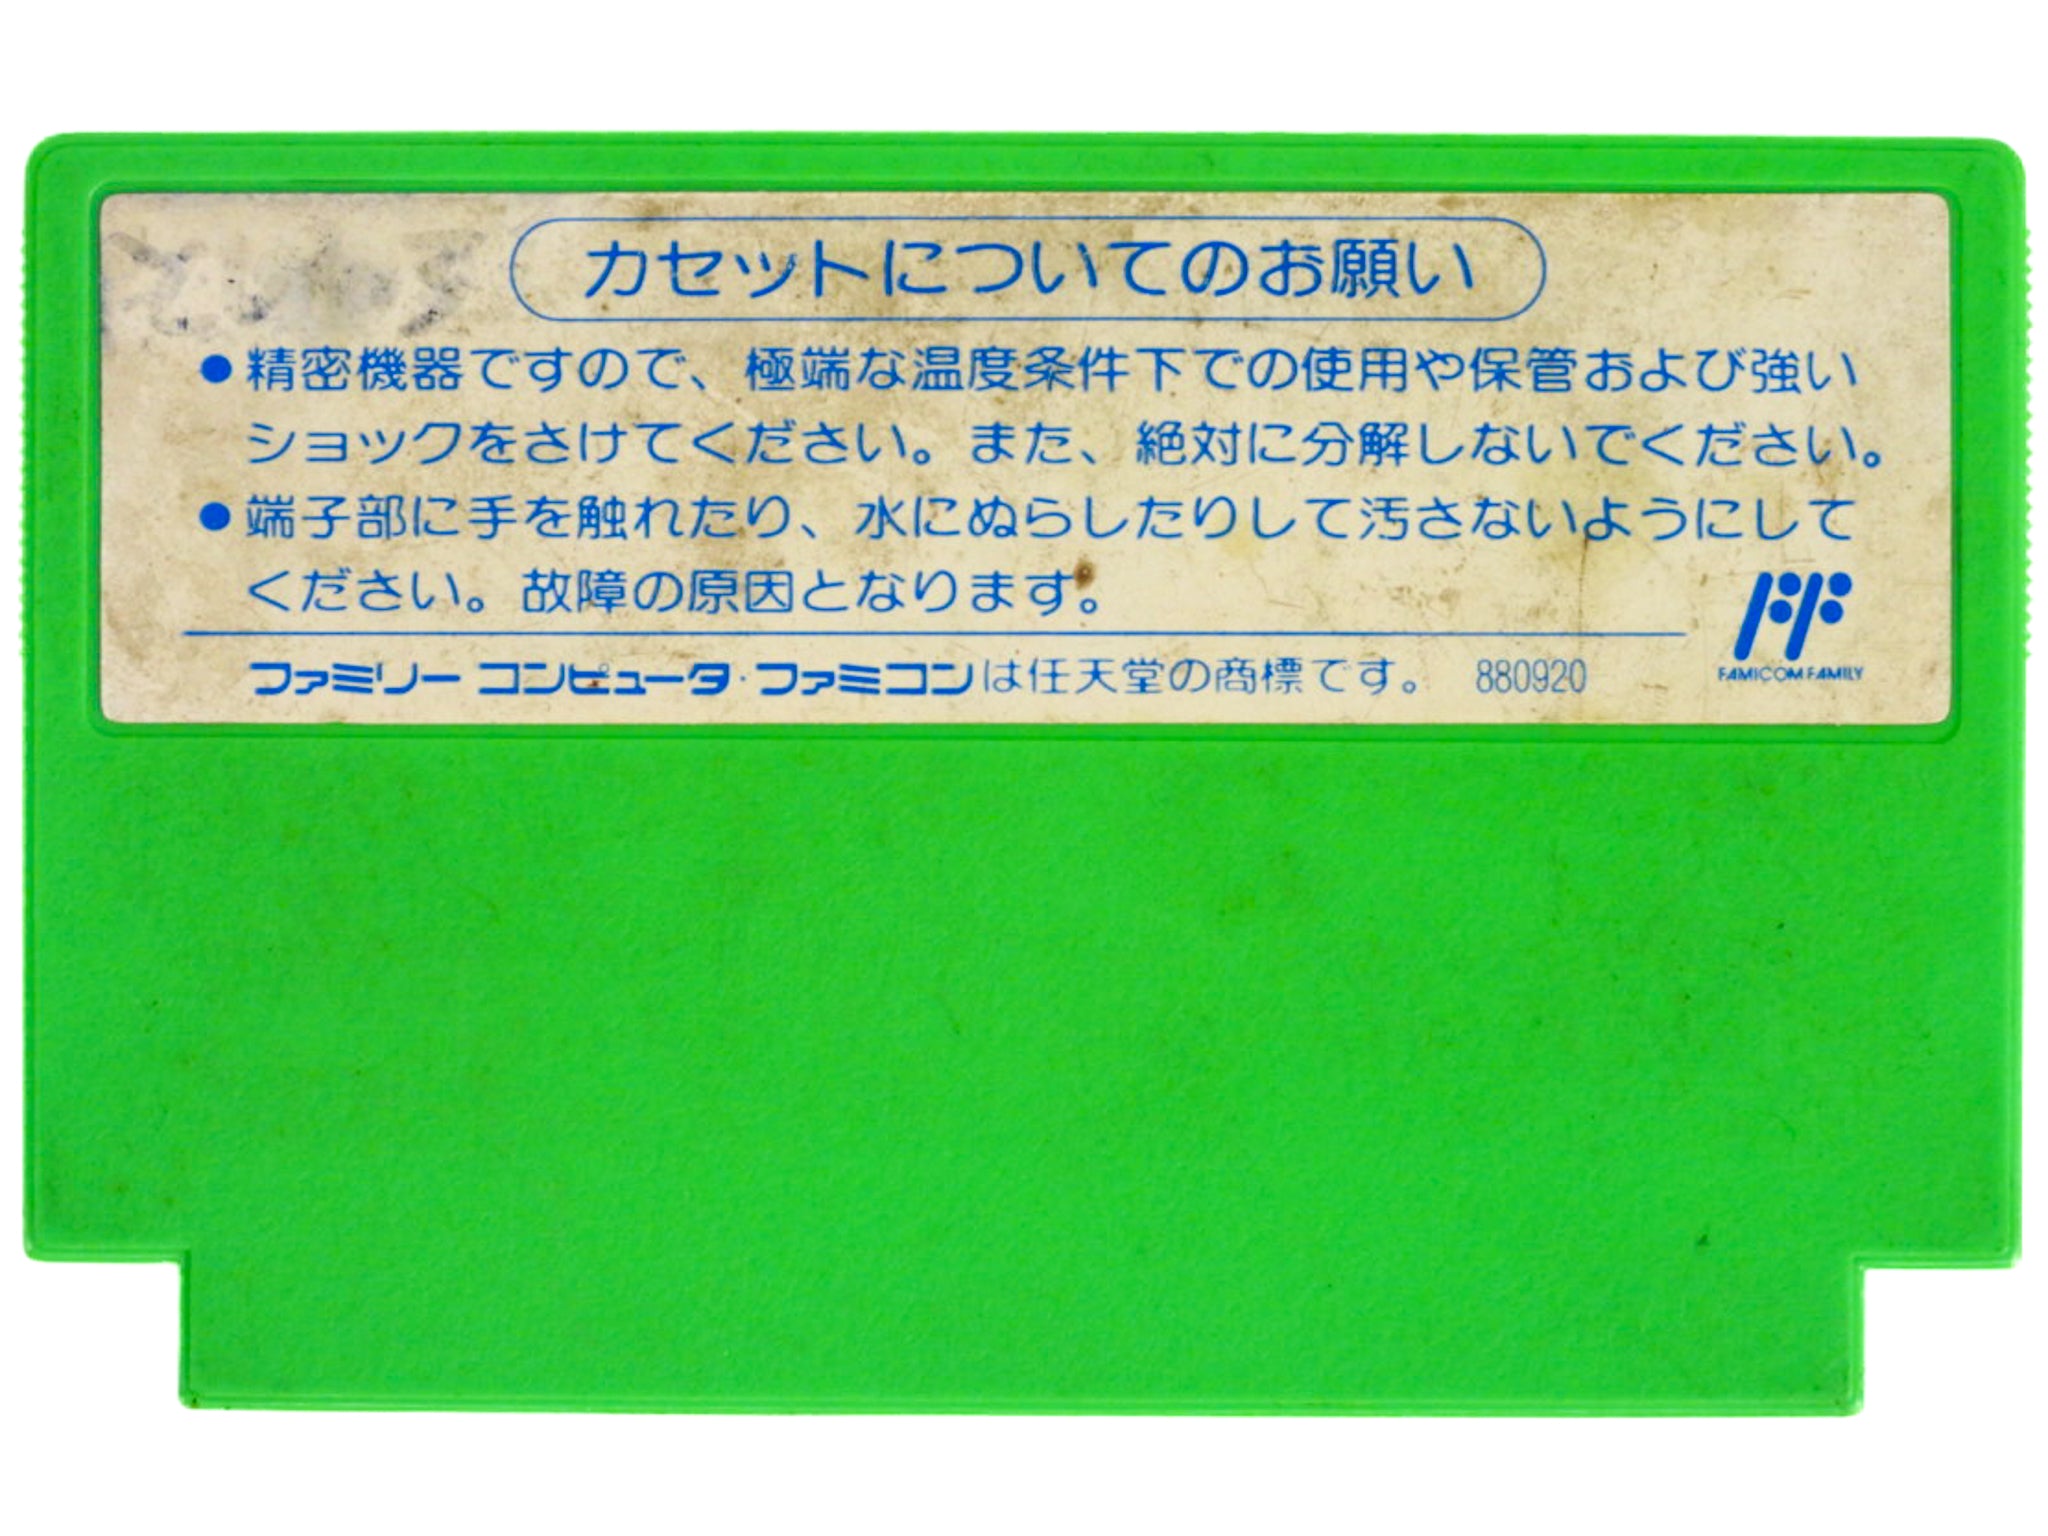 カセットについてのお願い
●精密機器ですので、極端な温度条件下での使用や保管および強い
ショックをさけてください。また、絶対に分解しないでください。
●端子部に手を触れたり、水にぬらしたりして汚さないようにして
ください。故障の原因となります。
ファミリー コンピュータ・ファミコンは任天堂の商標です。 880920
FAMICOM FAMILY